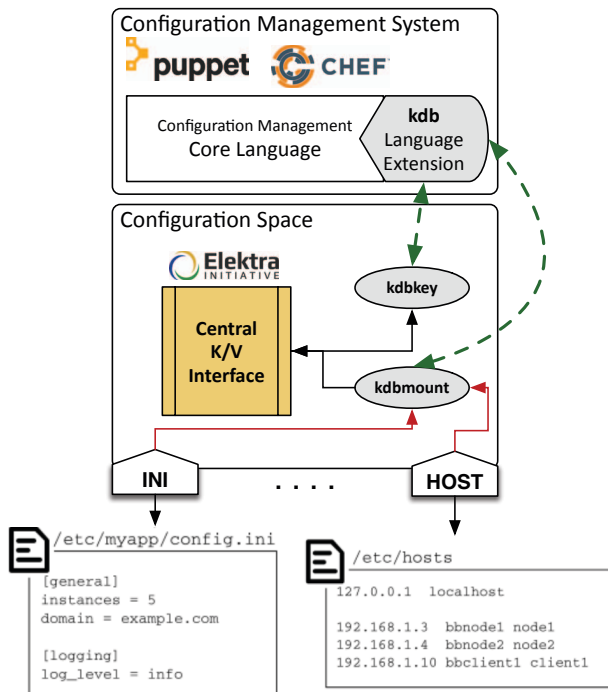 Configuration Management System
puppet
CHEF
Configuration Management
Core Language
kdb
Language
Extension
Configuration Space
Elektra
INITIATIVE
Central
K/V
Interface
kdbkey
kdbmount
INI
. . . .
HOST
/etc/myapp/config.ini
[general]
instances = 5
domain = example.com
[logging]
log_level = info
/etc/hosts
127.0.0.1 localhost
192.168.1.3 bbnode1 node1
192.168.1.4 bbnode2 node2
192.168.1.10 bbclient1 client1